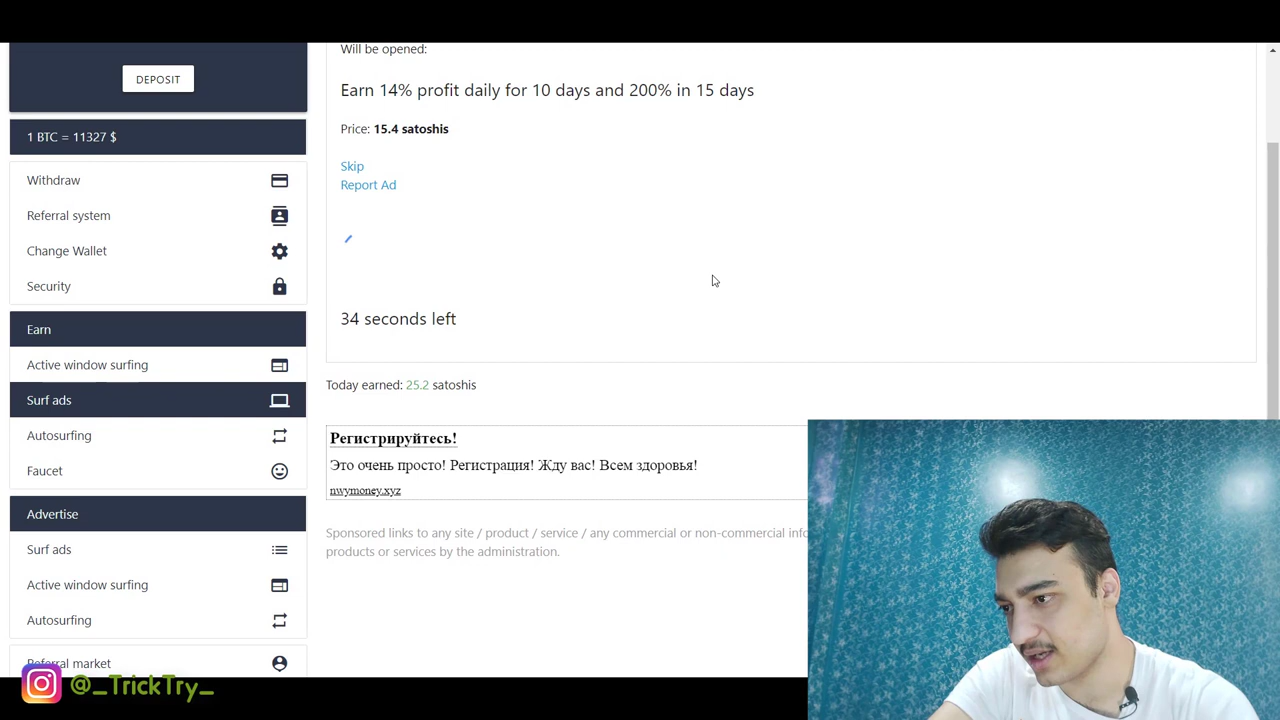 Will be opened:
DEPOSIT
Earn 14% profit daily for 10 days and 200% in 15 days
Price: 15.4 satoshis
1 BTC = 11327 $
Skip
Report Ad
Withdraw
Referral system
Change Wallet
Security
34 seconds left
Earn
Active window surfing
Surf ads
Autosurfing
Faucet
Today earned: 25.2 satoshis
Регистрируйтесь!
Это очень просто! Регистрация! Жду вас! Всем здоровья!
nwymoney.xyz
Sponsored links to any site / product / service / any commercial or non-commercial info
products or services by the administration.
Advertise
Surf ads
Active window surfing
Autosurfing
Referral market
@_TrickTry_